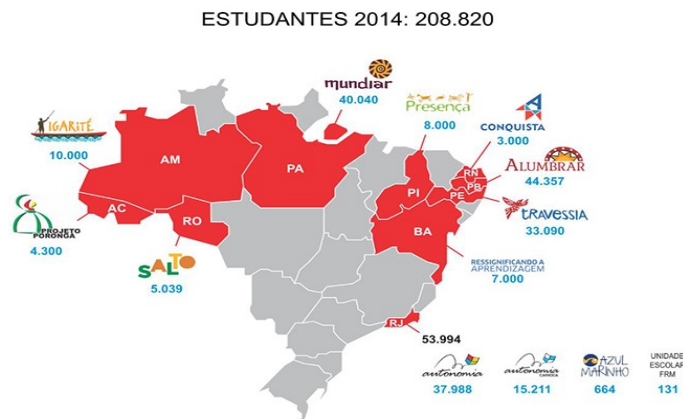 ESTUDANTES 2014: 208.820
mundiar
40.040
Presença
8.000
CONQUISTA
3.000
IGARITÉ
10.000
ALUMBRAR
44.357
AM
PA
RN
PB
PE
PI
AC
RO
BA
TRAVESSIA
33.090
PROJETO
PORONGA
4.300
SALTO
5.039
RESSIGNIFICANDO A
APRENDIZAGEM
7.000
RJ
53.994
autonomia
37.988
autonomia
CARIOCA
15.211
AZUL
MARINHO
664
UNIDADE
ESCOLAR
FRM
131